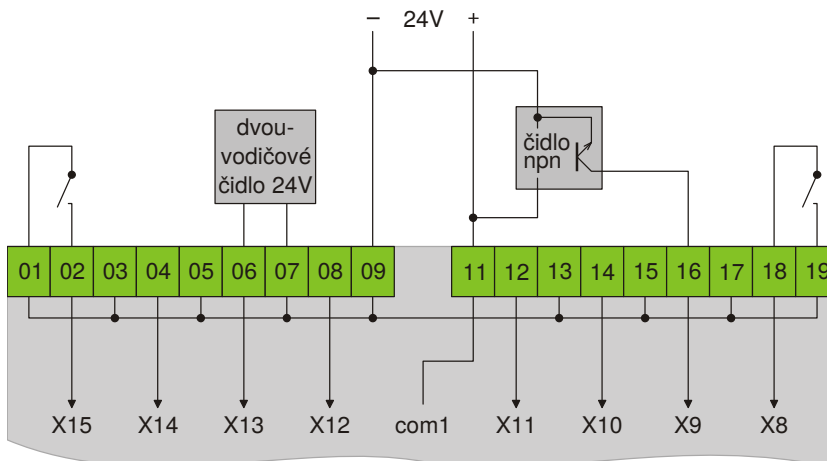 − 24V +
dvou-
vodičové
čidlo 24V
čidlo
npn
01 02 03 04 05 06 07 08 09 11 12 13 14 15 16 17 18 19
X15 X14 X13 X12 com1 X11 X10 X9 X8